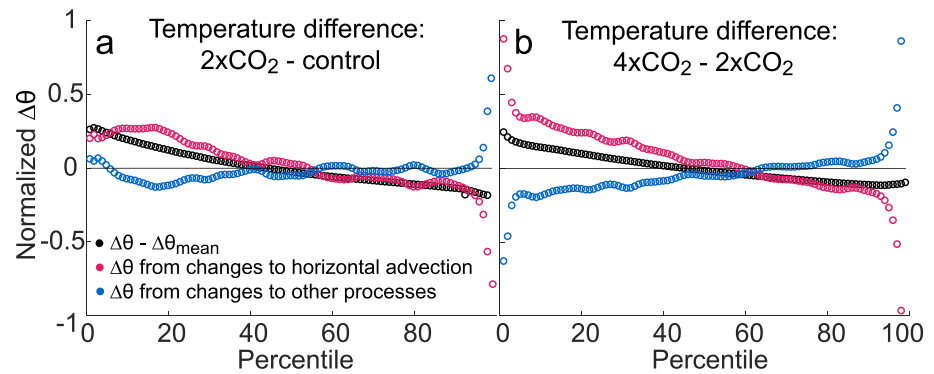 a
Temperature difference:
2xCO2 - control
b
Temperature difference:
4xCO2 - 2xCO2
Normalized Δθ
1
0.5
0
-0.5
-1
Δθ - Δθmean
Δθ from changes to horizontal advection
Δθ from changes to other processes
0 20 40 60 80
0 20 40 60 80 100
Percentile
Percentile